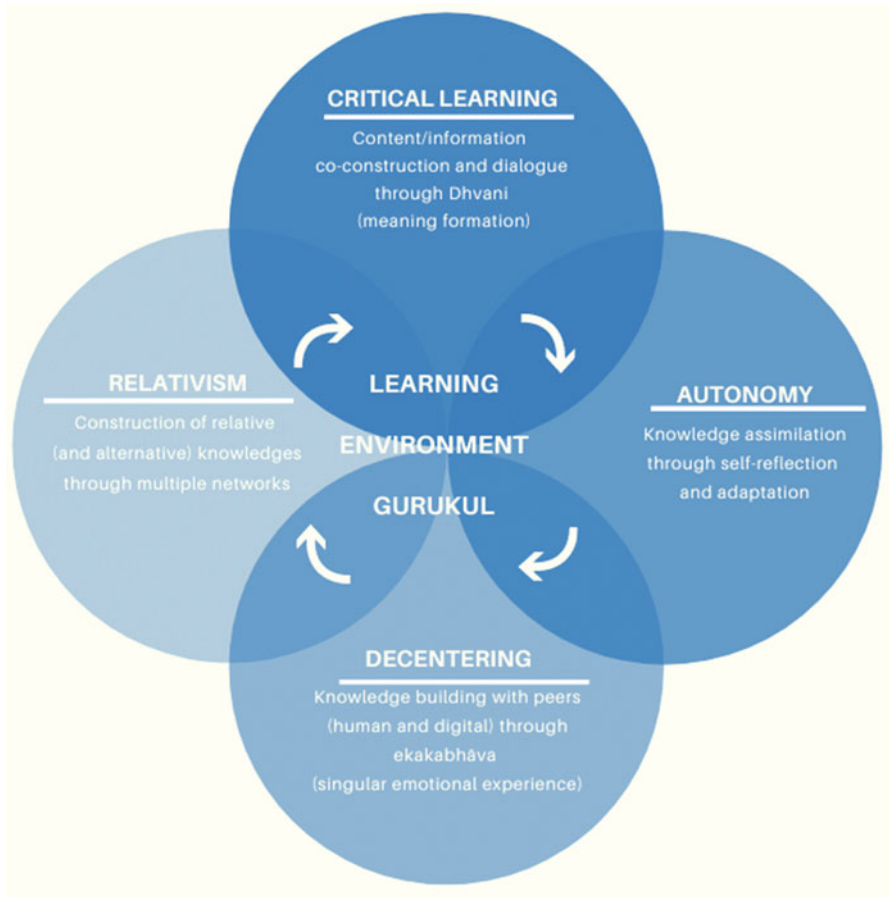 CRITICAL LEARNING
Content/information
co-construction and dialogue
through Dhvani
(meaning formation)
RELATIVISM
Construction of relative
(and alternative) knowledges
through multiple networks
LEARNING
ENVIRONMENT
GURUKUL
AUTONOMY
Knowledge assimilation
through self-reflection
and adaptation
DECENTERING
Knowledge building with peers
(human and digital) through
ekakabhāva
(singular emotional experience)